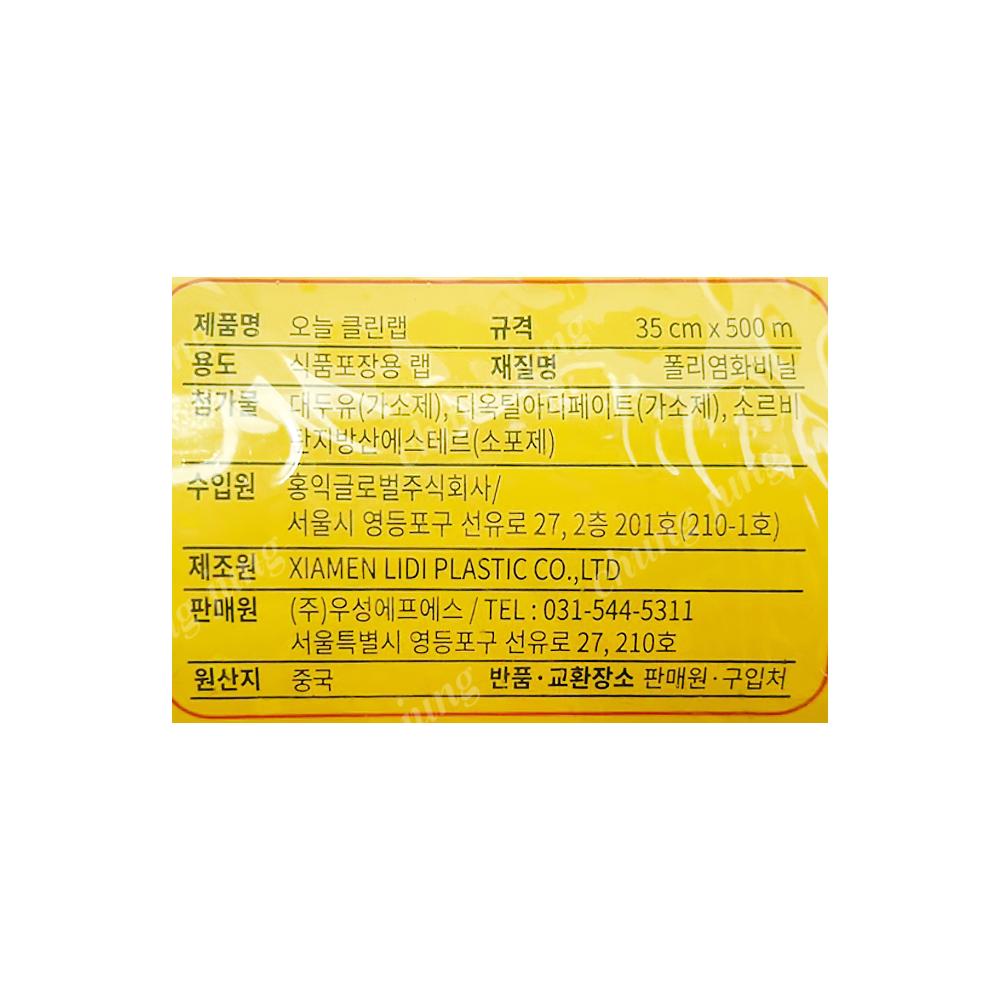 제품명 오늘 클린랩 규격 35 cm x 500 m
용도 식품포장용 랩 재질명 폴리염화비닐
첨가물 대두유(가소제), 디옥틸아디페이트(가소제), 소르비
탄지방산에스테르(소포제)
수입원 홍익글로벌주식회사/
서울시 영등포구 선유로 27, 2층 201호(210-1호)
제조원 XIAMEN LIDI PLASTIC CO.,LTD
판매원 (주)우성에프에스 / TEL : 031-544-5311
서울특별시 영등포구 선유로 27, 210호
원산지 중국 반품·교환장소 판매원·구입처
chung jung
jung